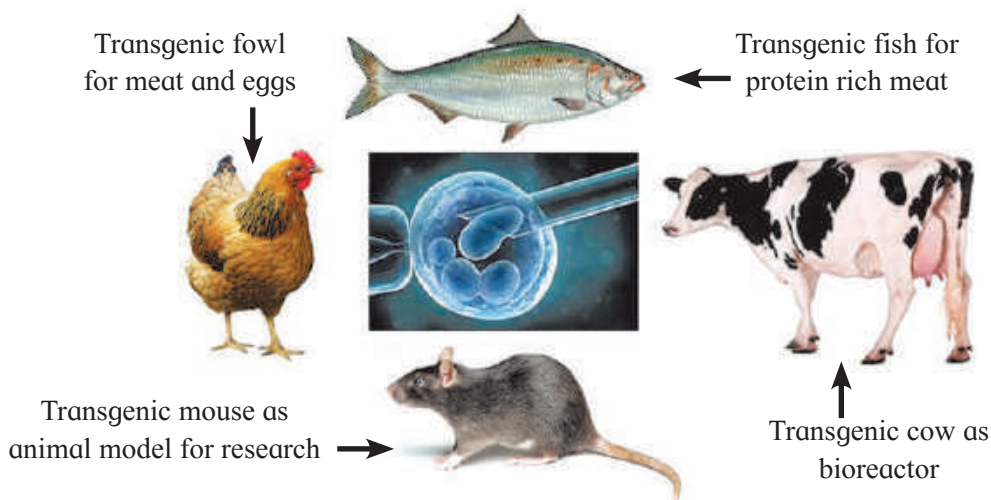 Transgenic fowl
for meat and eggs
Transgenic fish for
protein rich meat
Transgenic mouse as
animal model for research
Transgenic cow as
bioreactor